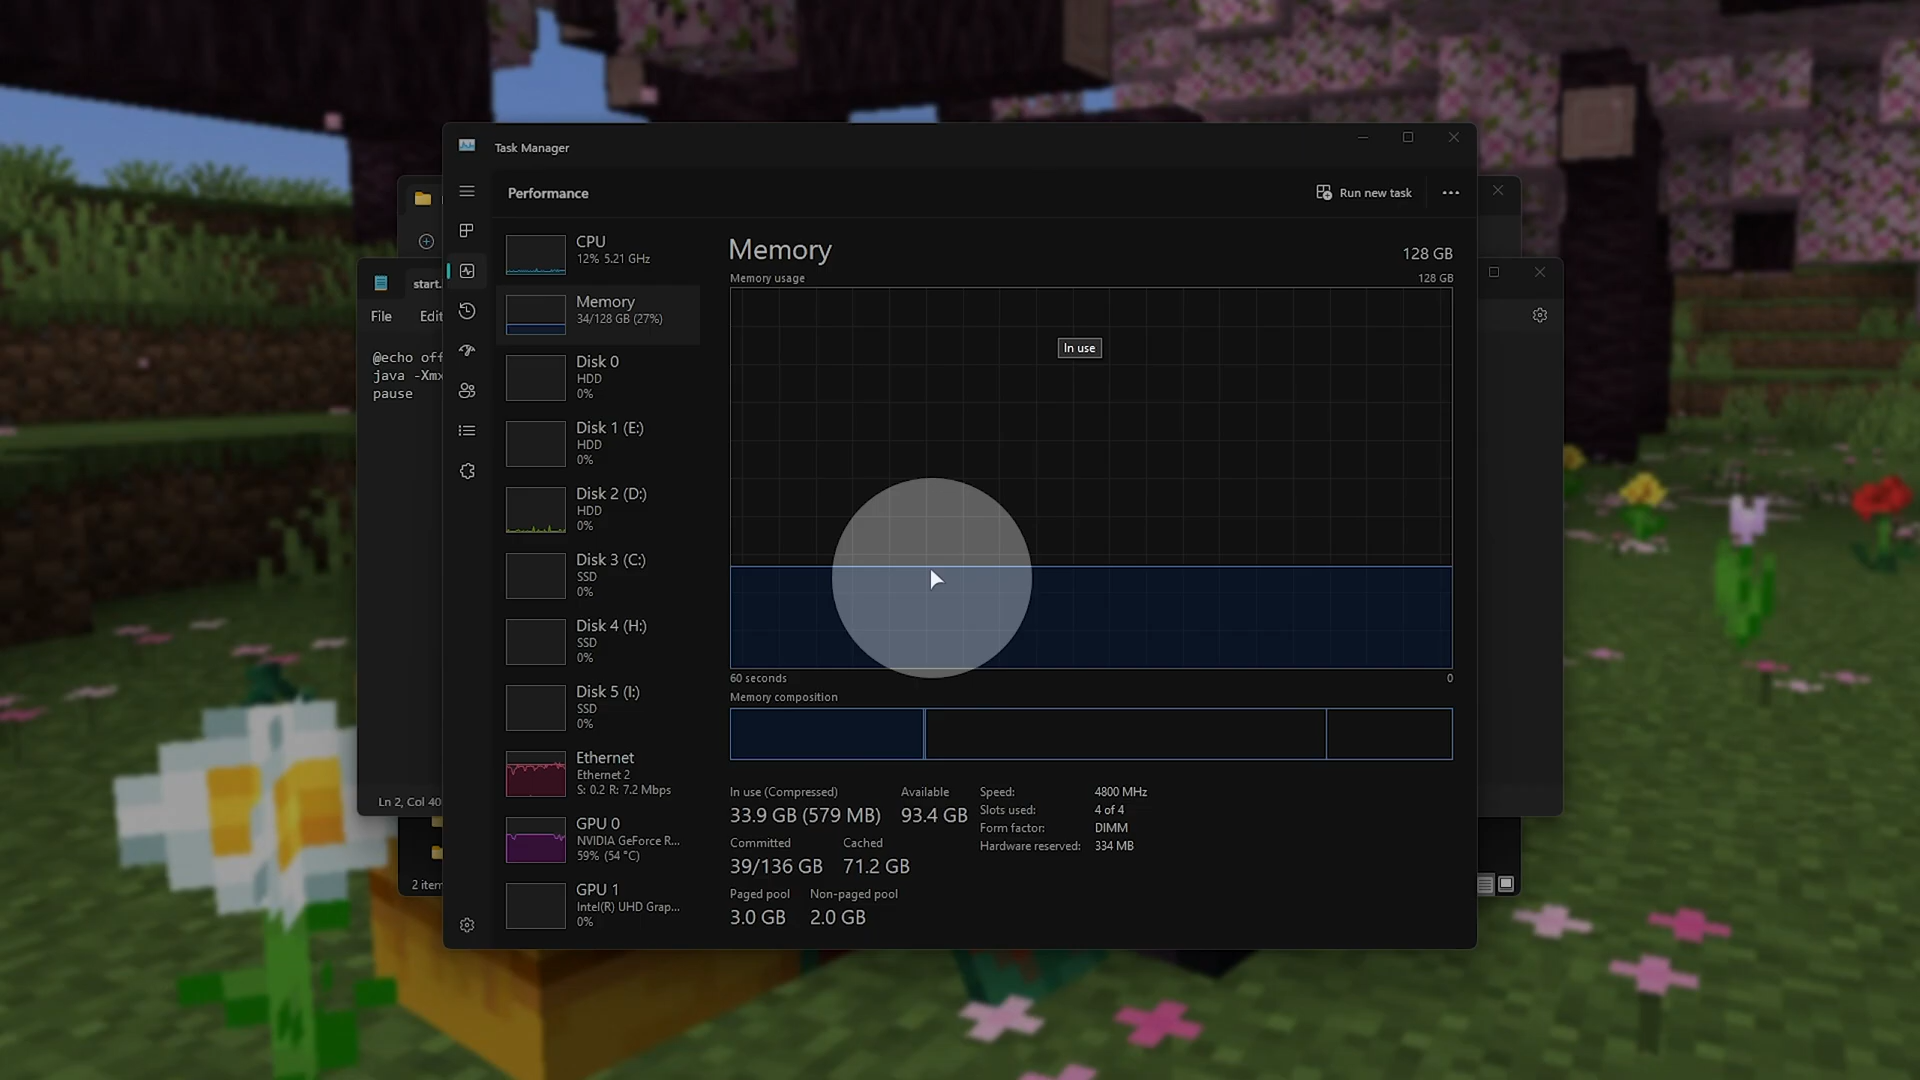 Task Manager
Performance
Run new task
CPU
12% 5.21 GHz
Memory
34/128 GB (27%)
Disk 0
HDD
0%
Disk 1 (E:)
HDD
0%
Disk 2 (D:)
HDD
0%
Disk 3 (C:)
SSD
0%
Disk 4 (H:)
SSD
0%
Disk 5 (I:)
SSD
0%
Ethernet
Ethernet 2
S: 0.2 R: 7.2 Mbps
GPU 0
NVIDIA GeForce R...
59% (54 °C)
GPU 1
Intel(R) UHD Grap...
0%
Memory
128 GB
Memory usage
128 GB
In use
60 seconds
0
Memory composition
In use (Compressed)
33.9 GB (579 MB)
Available
93.4 GB
Committed
39/136 GB
Cached
71.2 GB
Paged pool
3.0 GB
Non-paged pool
2.0 GB
Speed: 4800 MHz
Slots used: 4 of 4
Form factor: DIMM
Hardware reserved: 334 MB
start.
File Edit
@echo off
java -Xmx
pause
Ln 2, Col 40
2 item